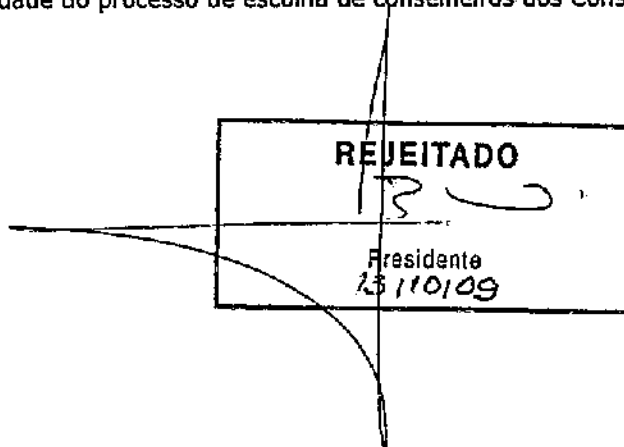 dade do processo de escolha de conselheiros dos Cons
REJEITADO
Presidente
13/10/09